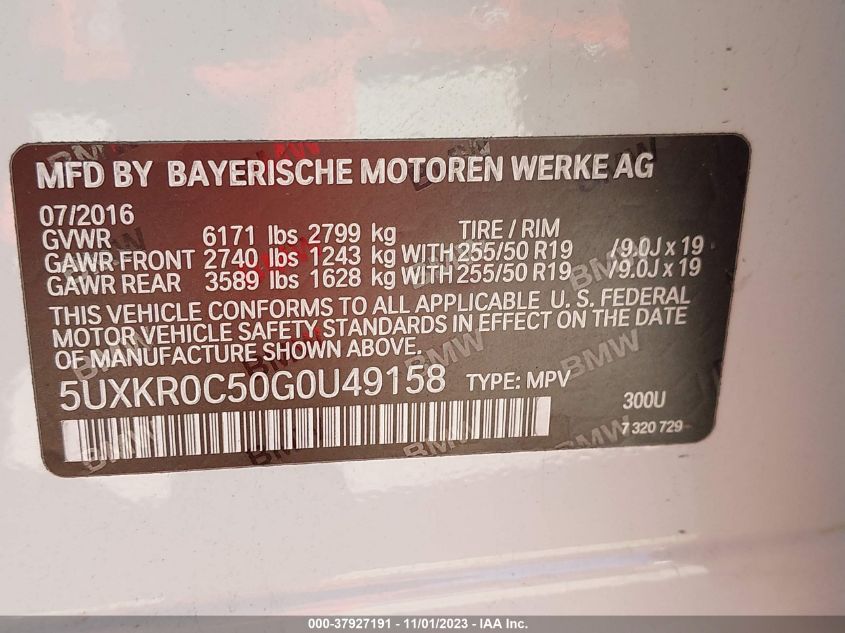 MFD BY BAYERISCHE MOTOREN WERKE AG
07/2016
GVWR 6171 lbs 2799 kg TIRE / RIM
GAWR FRONT 2740 lbs 1243 kg WITH 255/50 R19 /9.0J x 19
GAWR REAR 3589 lbs 1628 kg WITH 255/50 R19 /9.0J x 19
THIS VEHICLE CONFORMS TO ALL APPLICABLE U. S. FEDERAL
MOTOR VEHICLE SAFETY STANDARDS IN EFFECT ON THE DATE
OF MANUFACTURE SHOWN ABOVE.
5UXKR0C50G0U49158 TYPE: MPV
300U
7 320 729
000-37927191 - 11/01/2023 - IAA Inc.